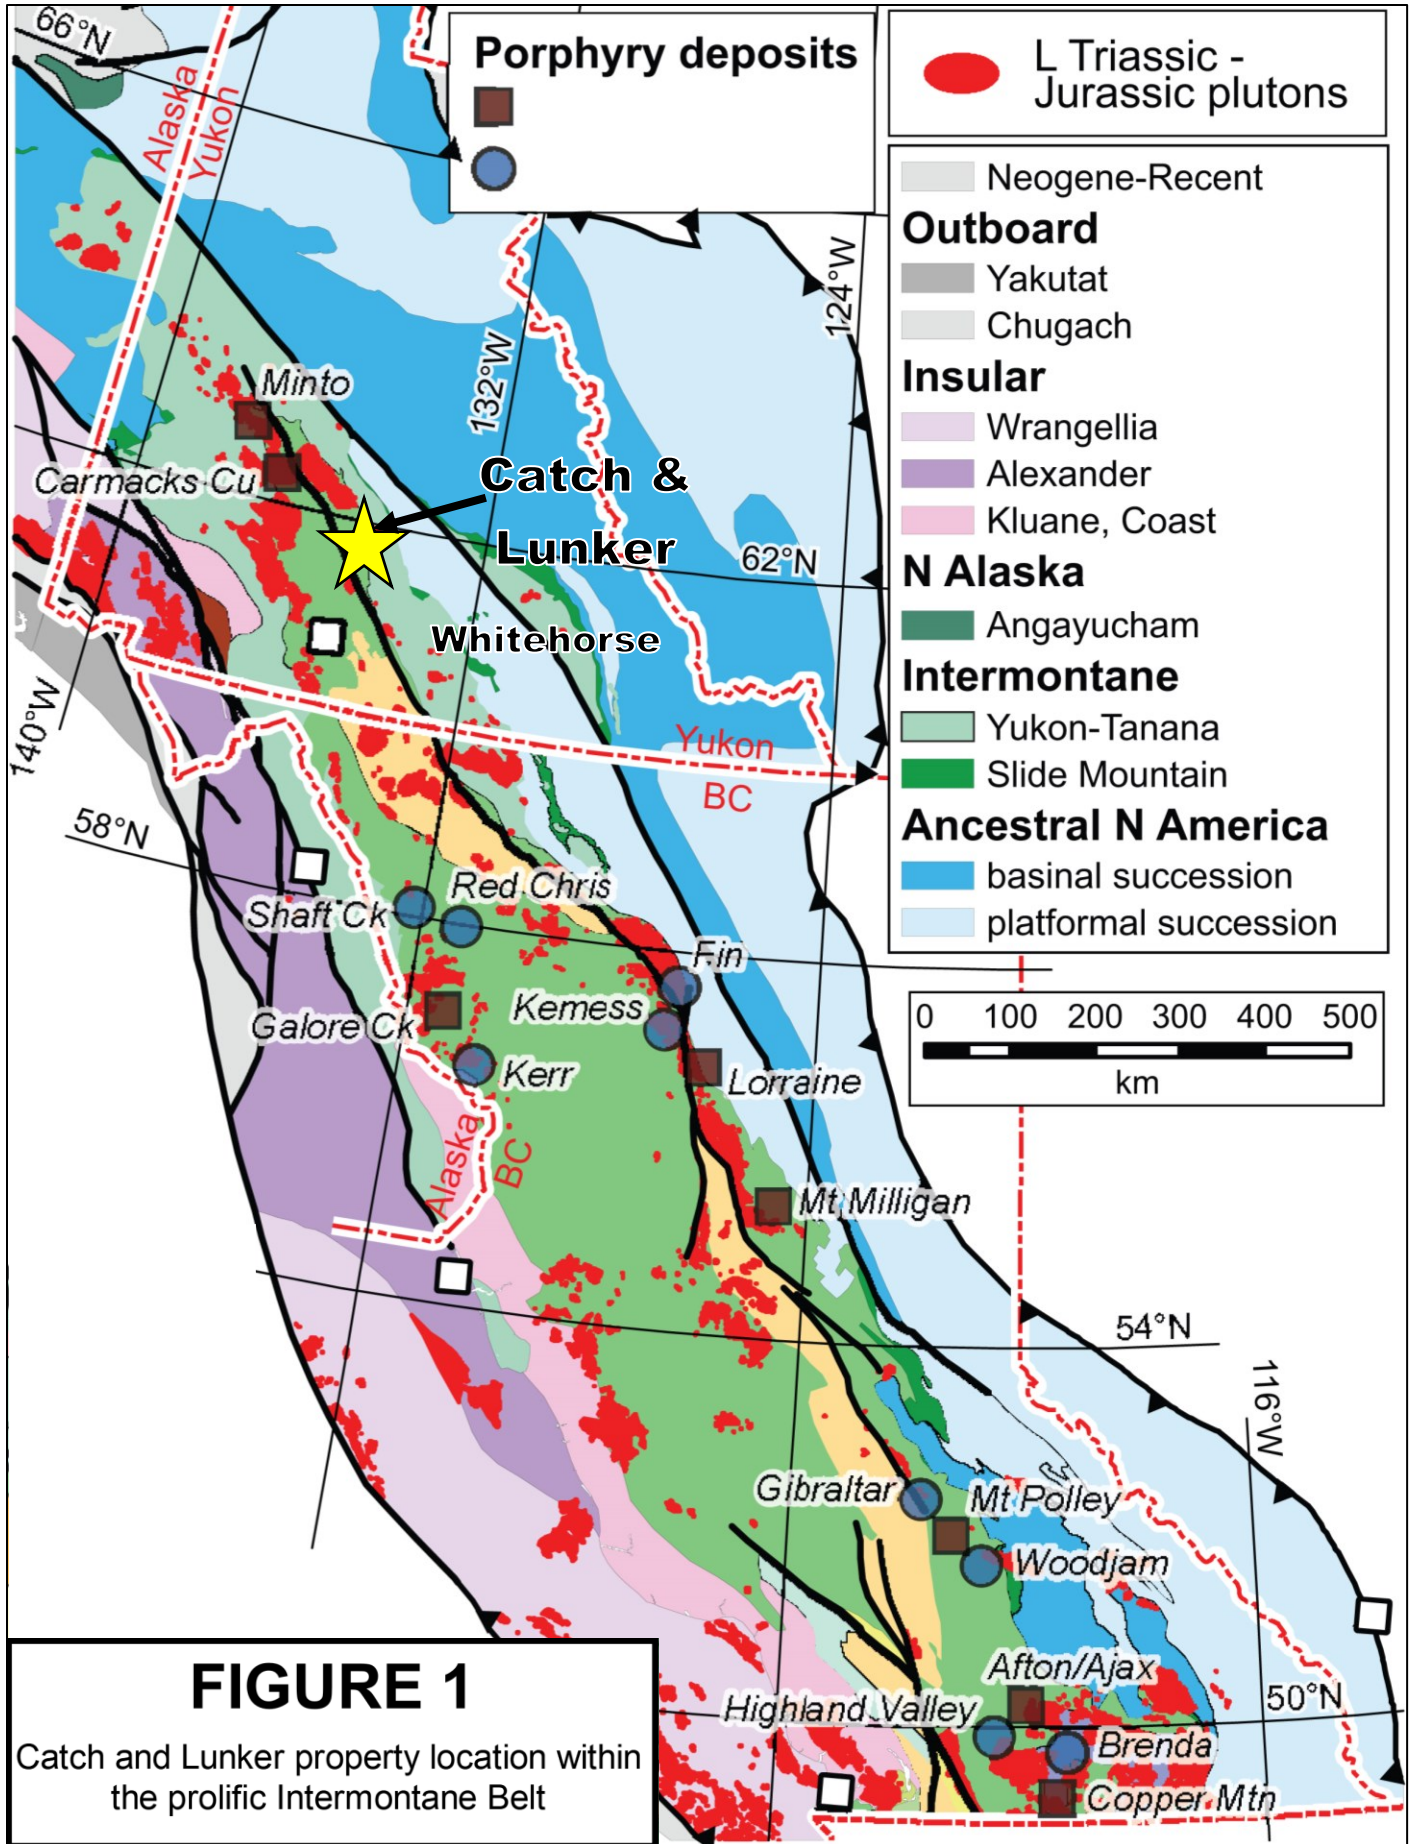 66°N
Alaska
Yukon
Porphyry deposits
L Triassic -
Jurassic plutons
Neogene-Recent
Outboard
Yakutat
Chugach
Insular
Wrangellia
Alexander
Kluane, Coast
N Alaska
Angayucham
Intermontane
Yukon-Tanana
Slide Mountain
Ancestral N America
basinal succession
platformal succession
124°W
132°W
Minto
Carmacks Cu
Catch &
Lunker
62°N
Whitehorse
140°W
Yukon
BC
58°N
Red Chris
Shaft Ck
Fin
Kemess
Galore Ck
Kerr
Lorraine
0 100 200 300 400 500
km
Alaska
BC
Mt Milligan
54°N
116°W
Gibraltar
Mt Polley
Woodjam
Afton/Ajax
Highland Valley
50°N
Brenda
Copper Mtn
FIGURE 1
Catch and Lunker property location within
the prolific Intermontane Belt